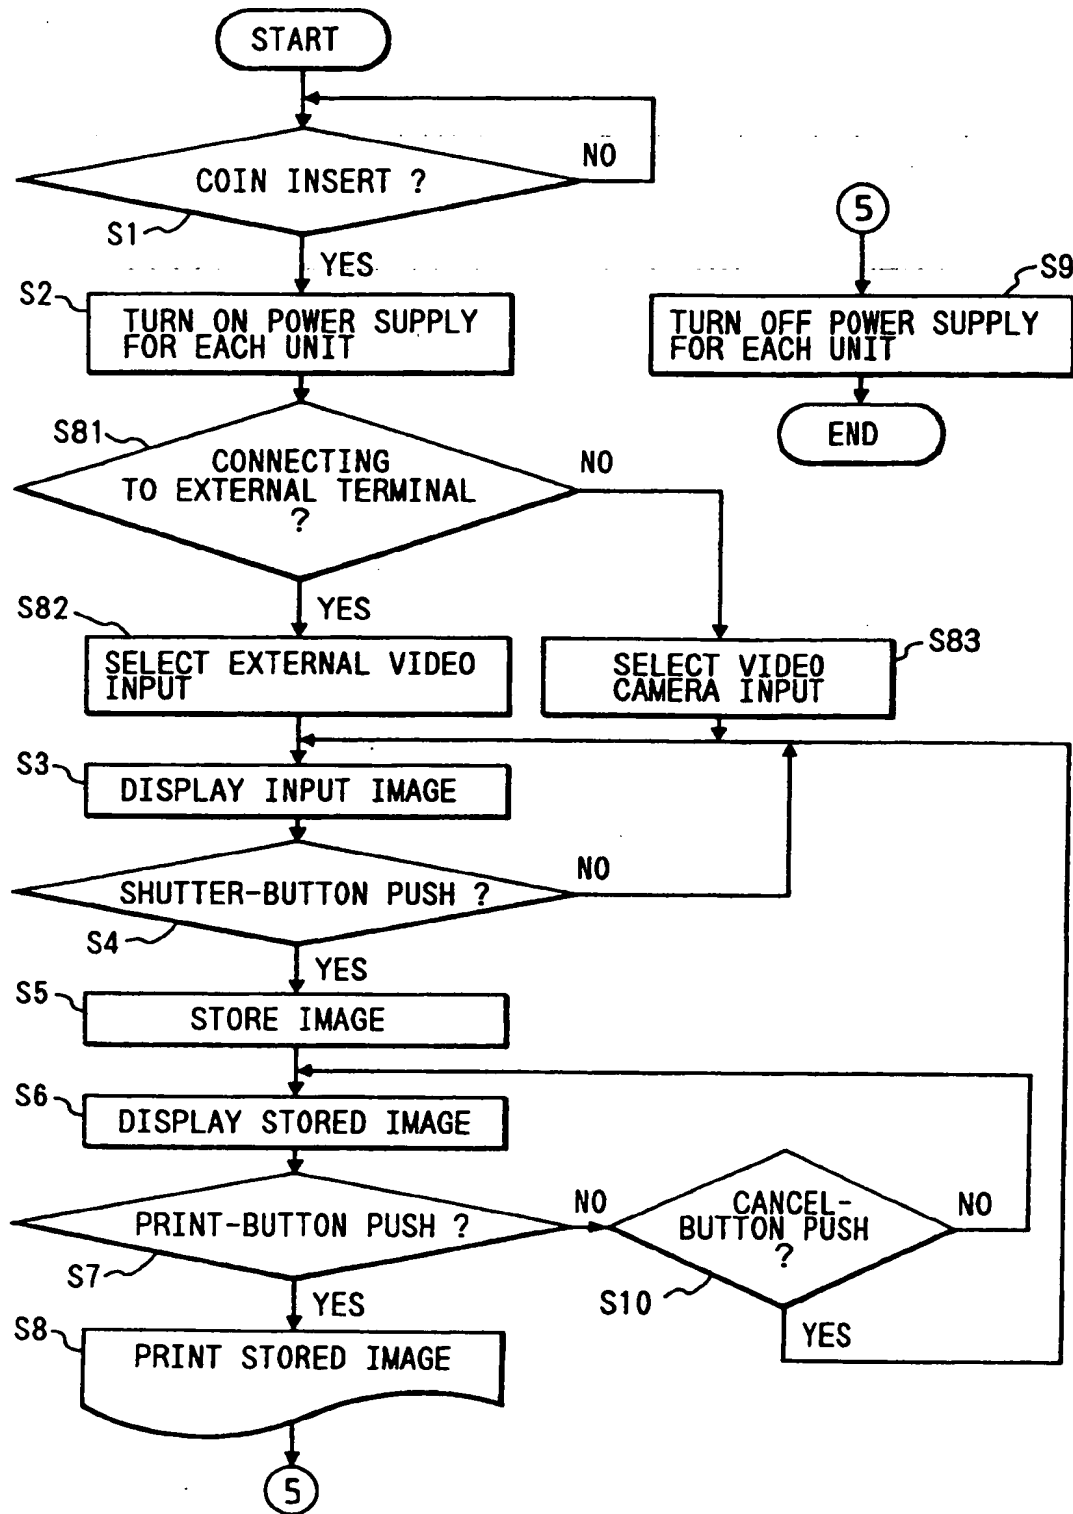 START
COIN INSERT ?
NO
S1
YES
S2
TURN ON POWER SUPPLY
FOR EACH UNIT
5
S9
TURN OFF POWER SUPPLY
FOR EACH UNIT
END
S81
CONNECTING
TO EXTERNAL TERMINAL
?
NO
YES
S82
SELECT EXTERNAL VIDEO
INPUT
S83
SELECT VIDEO
CAMERA INPUT
S3
DISPLAY INPUT IMAGE
SHUTTER-BUTTON PUSH ?
NO
S4
YES
S5
STORE IMAGE
S6
DISPLAY STORED IMAGE
PRINT-BUTTON PUSH ?
NO
S7
YES
CANCEL-
BUTTON PUSH
?
NO
S10
YES
S8
PRINT STORED IMAGE
5